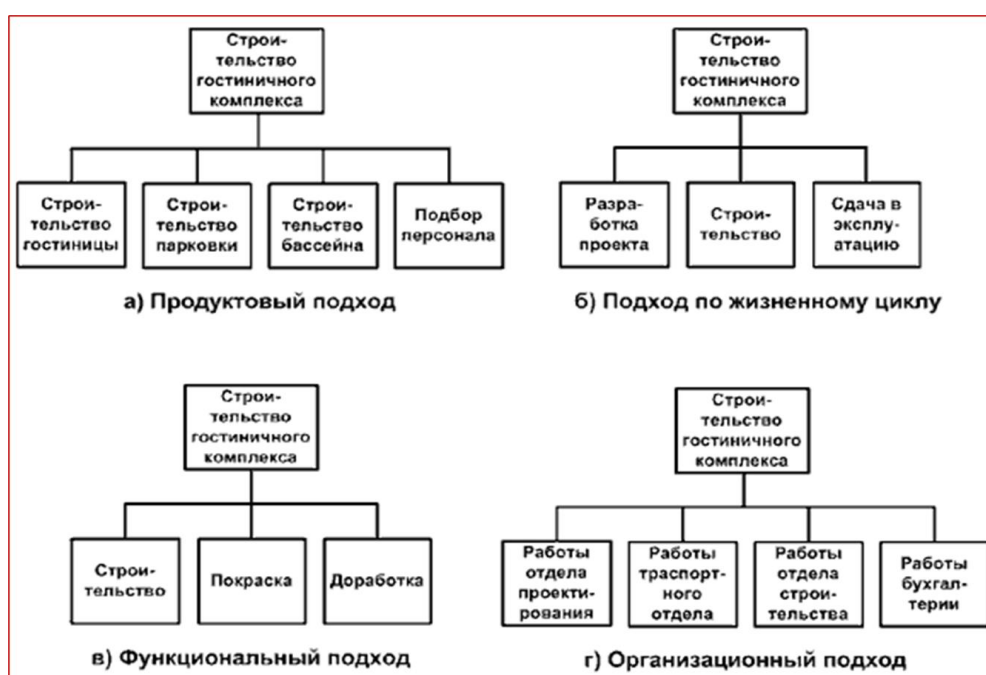 Строи-
тельство
гостиничного
комплекса
Строи-
тельство
гостиницы
Строи-
тельство
парковки
Строи-
тельство
бассейна
Подбор
персонала
а) Продуктовый подход
Строи-
тельство
гостиничного
комплекса
Разра-
ботка
проекта
Строи-
тельство
Сдача в
эксплу-
атацию
б) Подход по жизненному циклу
Строи-
тельство
гостиничного
комплекса
Строи-
тельство
Покраска
Доработка
в) Функциональный подход
Строи-
тельство
гостиничного
комплекса
Работы
отдела
проекти-
рования
Работы
траспорт-
ного
отдела
Работы
отдела
строи-
тельства
Работы
бухгал-
терии
г) Организационный подход